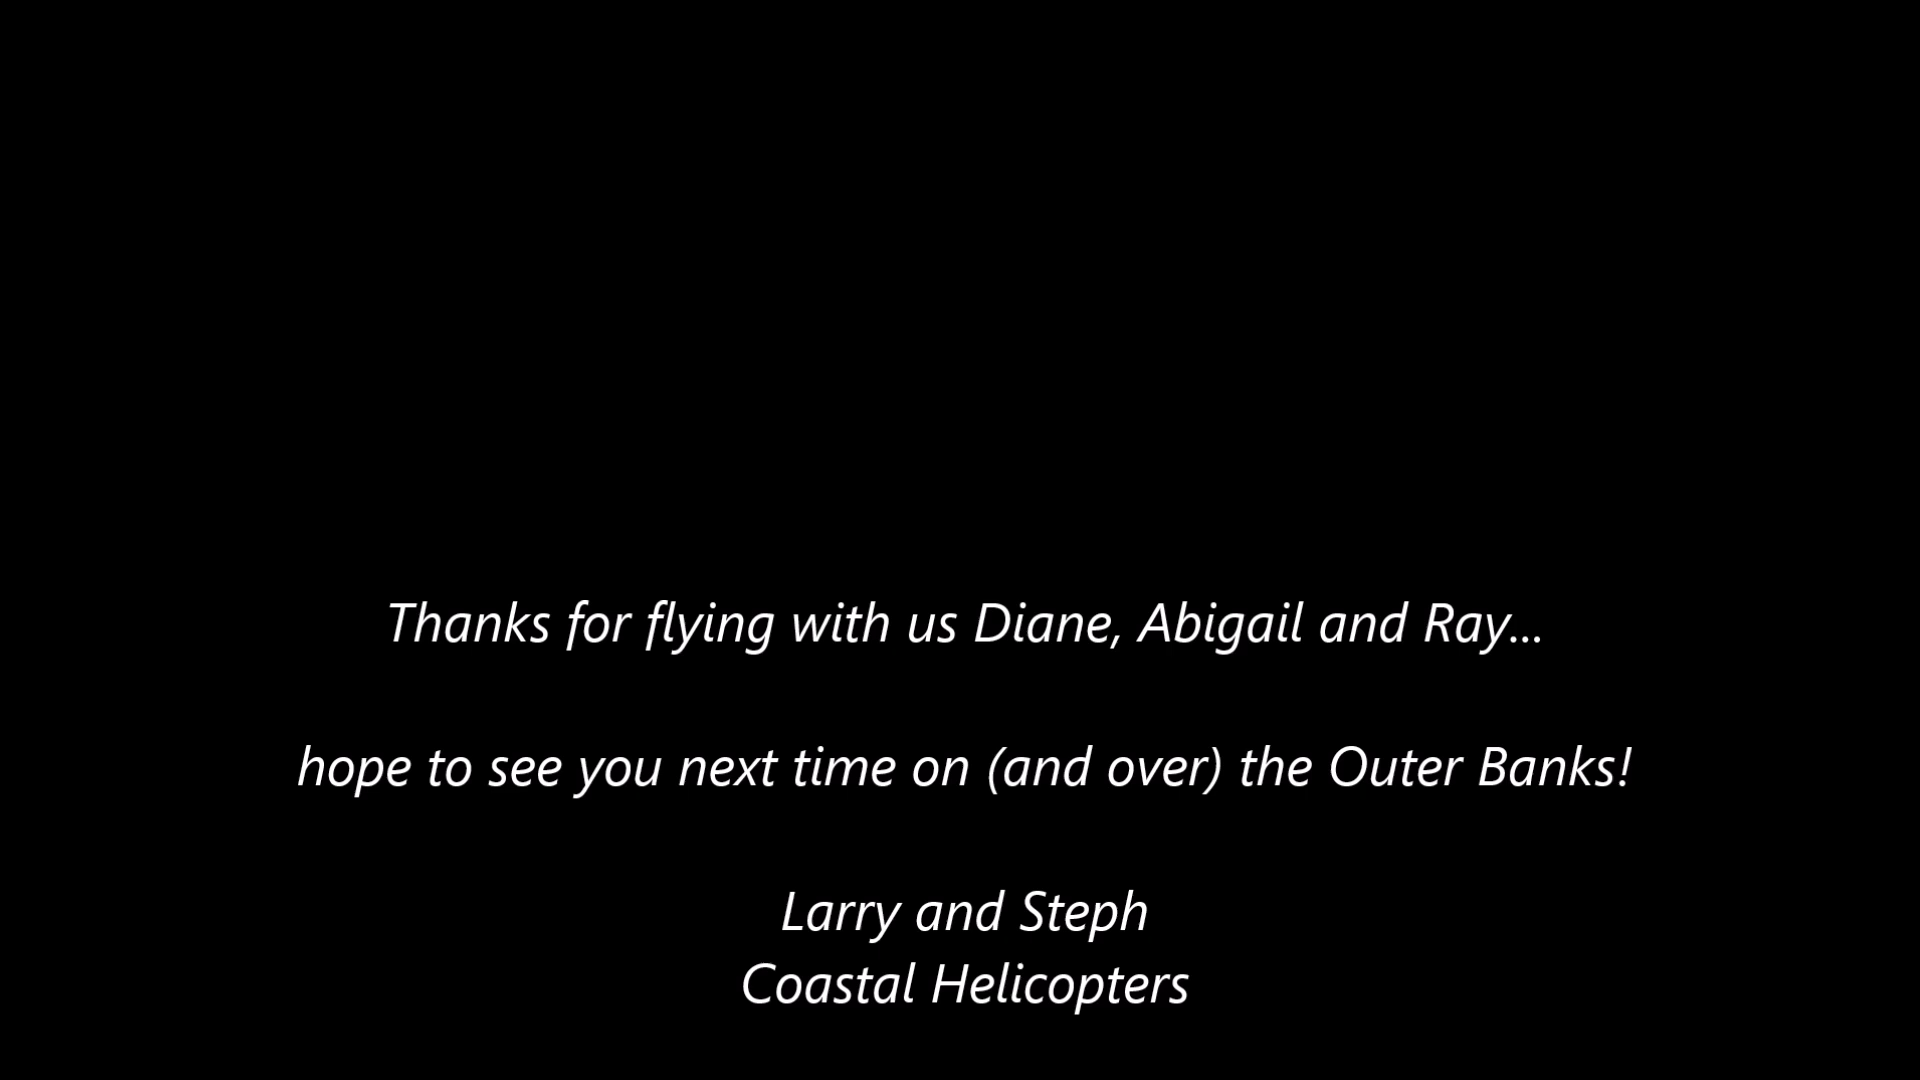 Thanks for flying with us Diane, Abigail and Ray...
hope to see you next time on (and over) the Outer Banks!
Larry and Steph
Coastal Helicopters